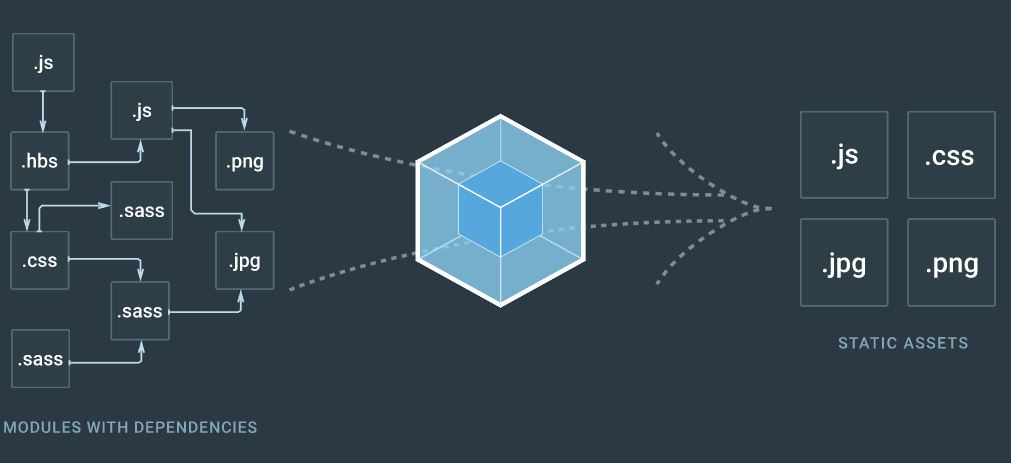 .js
.js
.hbs
.png
.sass
.css
.jpg
.sass
.sass
MODULES WITH DEPENDENCIES
.js
.css
.jpg
.png
STATIC ASSETS